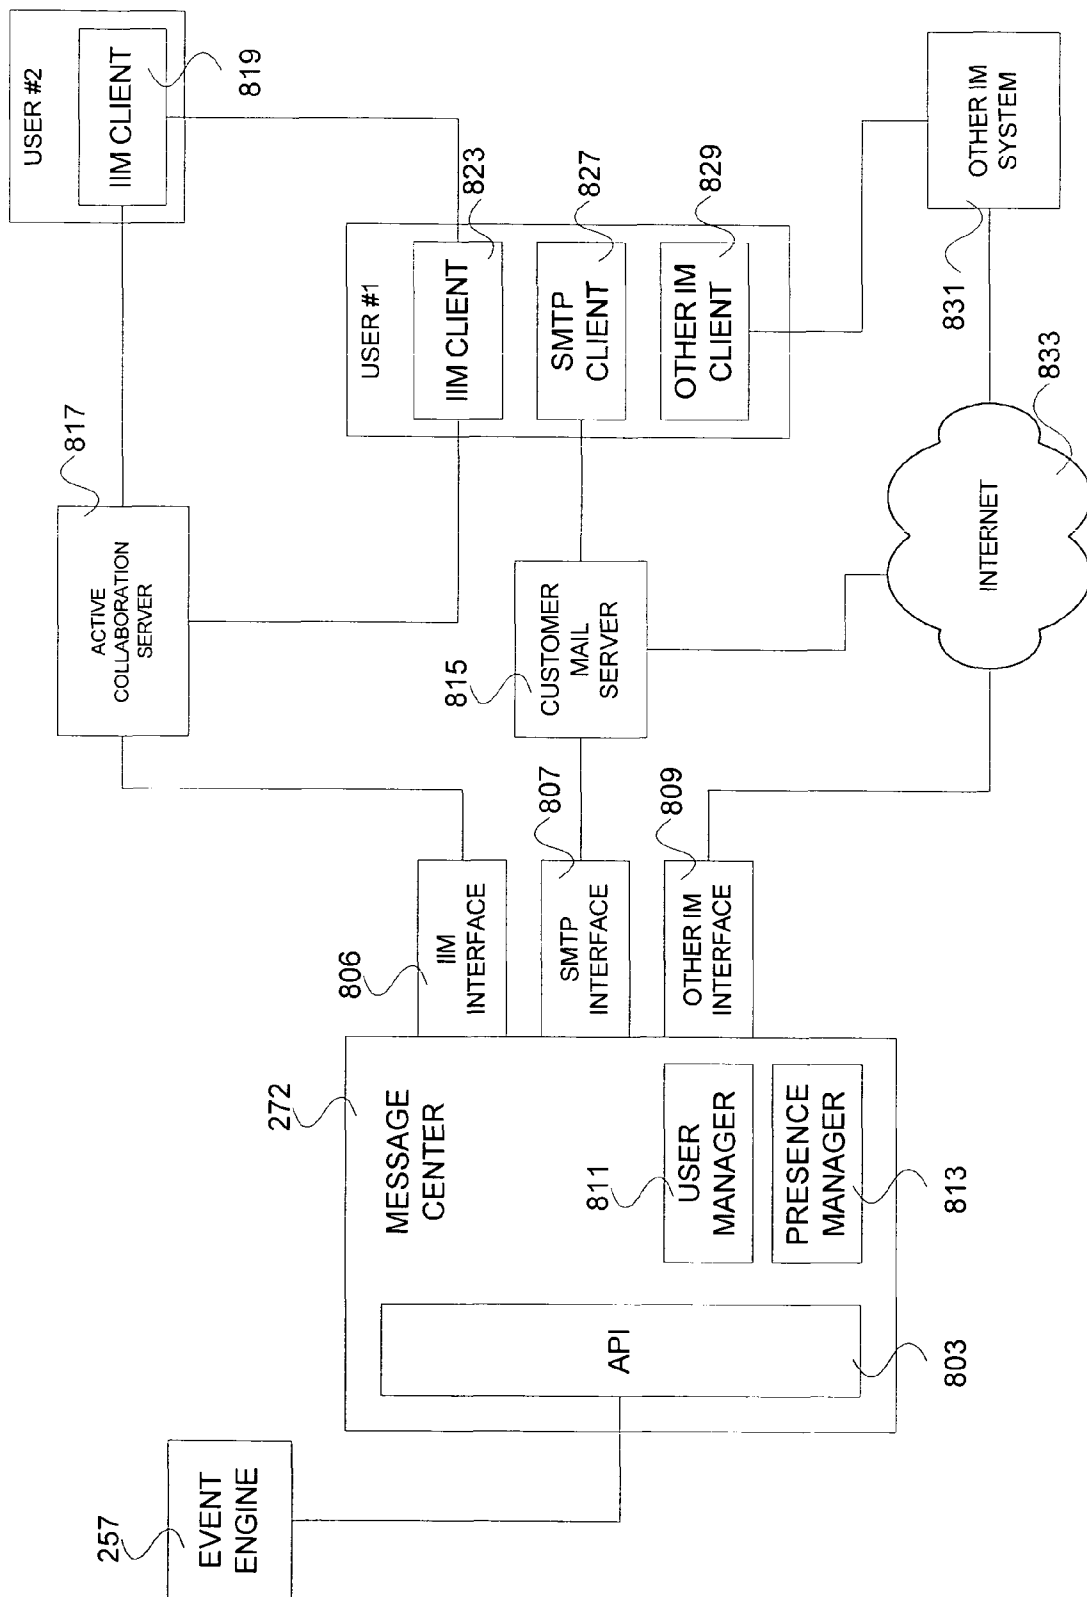 257
EVENT
ENGINE
272
MESSAGE
CENTER
API
803
811
USER
MANAGER
PRESENCE
MANAGER
813
806
IIM
INTERFACE
SMTP
INTERFACE
807
OTHER IM
INTERFACE
809
ACTIVE
COLLABORATION
SERVER
817
815
CUSTOMER
MAIL
SERVER
INTERNET
833
USER #2
IIM CLIENT
819
USER #1
IIM CLIENT
823
SMTP
CLIENT
827
OTHER IM
CLIENT
829
OTHER IM
SYSTEM
831